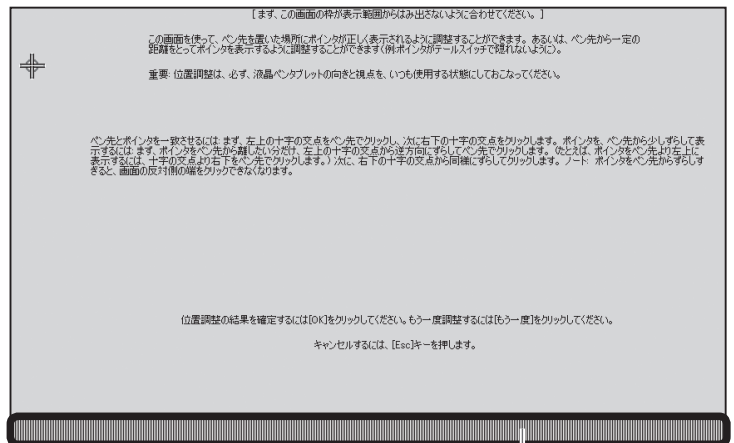 [ まず、この画面の枠が表示範囲からはみ出さないように合わせてください。 ]
この画面を使って、ペン先を置いた場所にポインタが正しく表示されるように調整することができます。あるいは、ペン先から一定の
距離をとってポインタを表示するように調整することができます(例:ポインタがテールスイッチで隠れないように)。
重要: 位置調整は、必ず、液晶ペンタブレットの向きと視点を、いつも使用する状態にしておこなってください。
ペン先とポインタを一致させるには: まず、左上の十字の交点をペン先でクリックし、次に右下の十字の交点をクリックします。 ポインタを、ペン先から少しずらして表
示するには: まず、ポインタをペン先から離したい分だけ、左上の十字の交点から逆方向にずらしてペン先でクリックします。 (たとえば、ポインタをペン先より左上に
表示するには、十字の交点より右下をペン先でクリックします。) 次に、右下の十字の交点から同様にずらしてクリックします。 ノート: ポインタをペン先からずらしす
ぎると、画面の反対側の端をクリックできなくなります。
位置調整の結果を確定するには[OK]をクリックしてください。もう一度調整するには[もう一度]をクリックしてください。
キャンセルするには、[Esc]キーを押します。